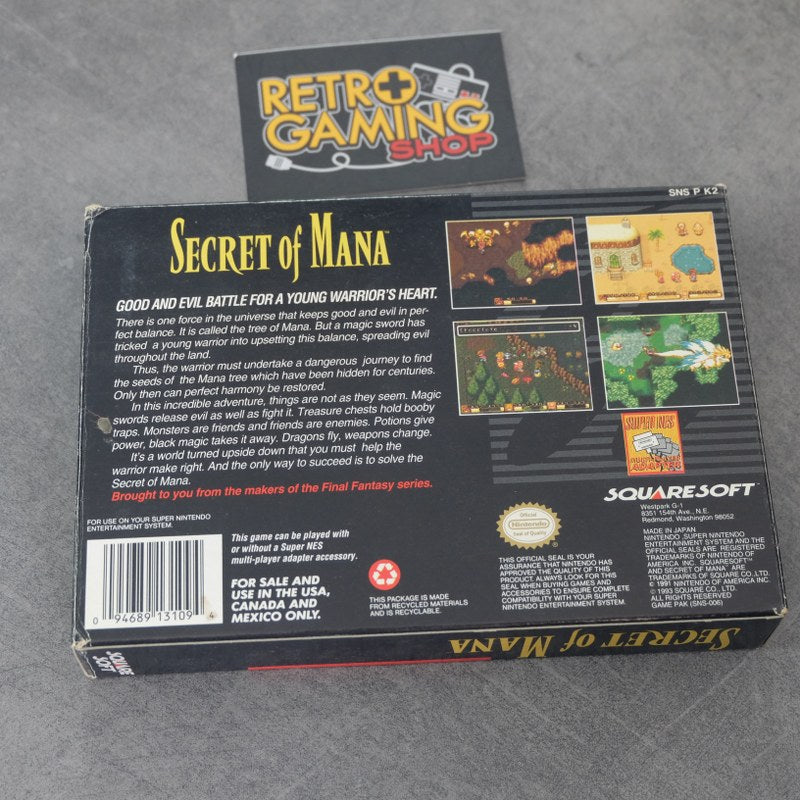 RETRO
GAMING
SHOP
SNS P K2
SECRET of MANA
GOOD AND EVIL BATTLE FOR A YOUNG WARRIOR'S HEART.
There is one force in the universe that keeps good and evil in per-
fect balance. It is called the tree of Mana. But a magic sword has
tricked a young warrior into upsetting this balance, spreading evil
throughout the land.
Thus, the warrior must undertake a dangerous journey to find
the seeds of the Mana tree which have been hidden for centuries.
Only then can perfect harmony be restored.
In this incredible adventure, things are not as they seem. Magic
swords release evil as well as fight it. Treasure chests hold booby
traps. Monsters are friends and friends are enemies. Potions give
power, black magic takes it away. Dragons fly, weapons change.
It's a world turned upside down that you must help the
warrior make right. And the only way to succeed is to solve the
Secret of Mana.
Brought to you from the makers of the Final Fantasy series.
SUPER NES
SQUARESOFT™
Westpark G-1
8351 154th Ave., N.E.
Redmond, Washington 98052
MADE IN JAPAN
NINTENDO ,SUPER NINTENDO
ENTERTAINMENT SYSTEM AND THE
OFFICIAL SEALS ARE REGISTERED
TRADEMARKS OF NINTENDO OF
AMERICA INC. SQUARESOFT™
AND SECRET OF MANA™ ARE
TRADEMARKS OF SQUARE CO.,LTD.
© 1991 NINTENDO OF AMERICA INC.
© 1993 SQUARE CO., LTD.
ALL RIGHTS RESERVED
GAME PAK (SNS-006)
Official
Nintendo
Seal of Quality
THIS OFFICIAL SEAL IS YOUR
ASSURANCE THAT NINTENDO HAS
APPROVED THE QUALITY OF THIS
PRODUCT. ALWAYS LOOK FOR THIS
SEAL WHEN BUYING GAMES AND
ACCESSORIES TO ENSURE COMPLETE
COMPATIBILITY WITH YOUR SUPER
NINTENDO ENTERTAINMENT SYSTEM.
FOR USE ON YOUR SUPER NINTENDO
ENTERTAINMENT SYSTEM.
0 94689 13109 4
This game can be played with
or without a Super NES
multi-player adapter accessory.
FOR SALE AND
USE IN THE USA,
CANADA AND
MEXICO ONLY.
THIS PACKAGE IS MADE
FROM RECYCLED MATERIALS
AND IS RECYCLABLE.
SQUARE
SOFT
SECRET of MANA